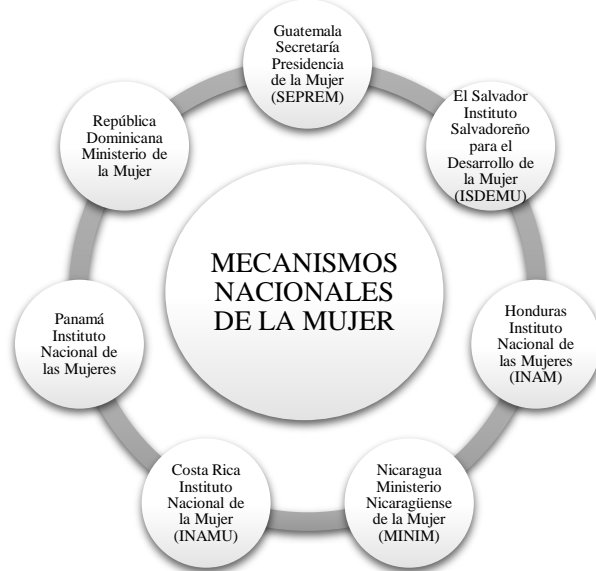 Guatemala
Secretaría
Presidencia
de la Mujer
(SEPREM)
El Salvador
Instituto
Salvadoreño
para el
Desarrollo de
la Mujer
(ISDEMU)
Honduras
Instituto
Nacional de
las Mujeres
(INAM)
Nicaragua
Ministerio
Nicaragüense
de la Mujer
(MINIM)
Costa Rica
Instituto
Nacional de
la Mujer
(INAMU)
Panamá
Instituto
Nacional de
las Mujeres
República
Dominicana
Ministerio de
la Mujer
MECANISMOS
NACIONALES
DE LA MUJER